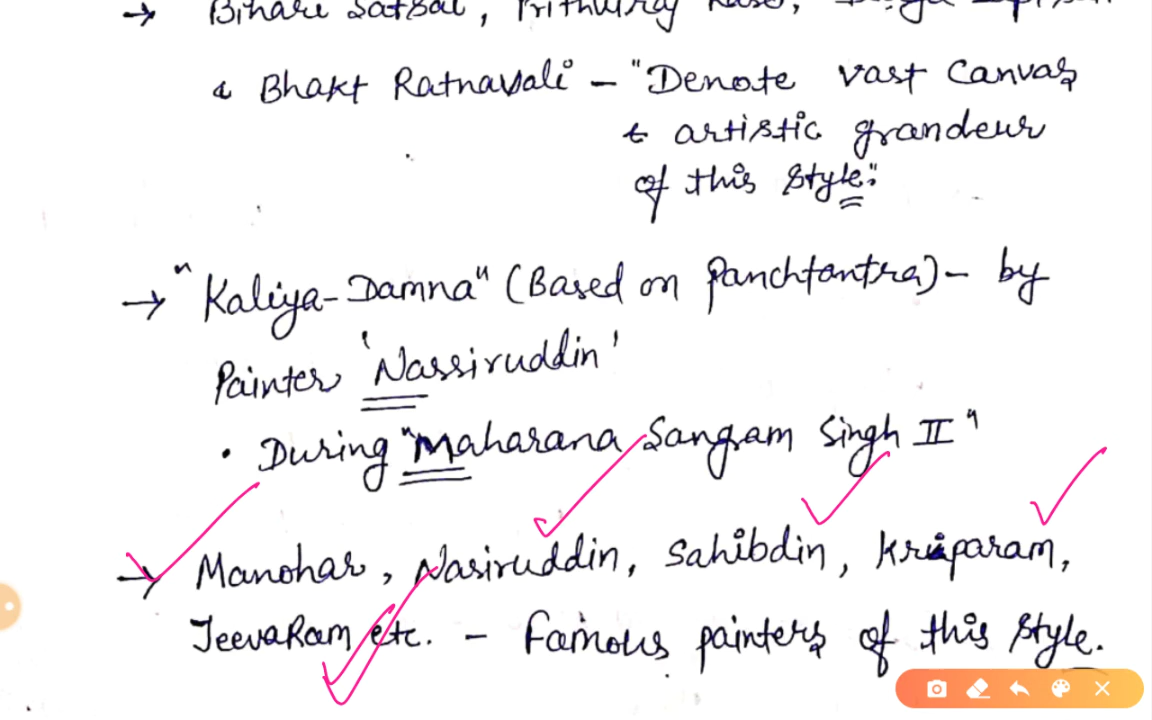 → Bihari Satsai, Prithviraj Raso,
& Bhakt Ratnavali – "Denote vast Canvas
& artistic grandeur
of this style"
→ "Kaliya-Damna" (Based on Panchtantra) – by
Painter 'Nassiruddin'
• During "Maharana Sangam Singh II"
→ Manohar, Nasiruddin, Sahibdin, Kriparam,
JeevaRam etc. – Famous painters of this style.